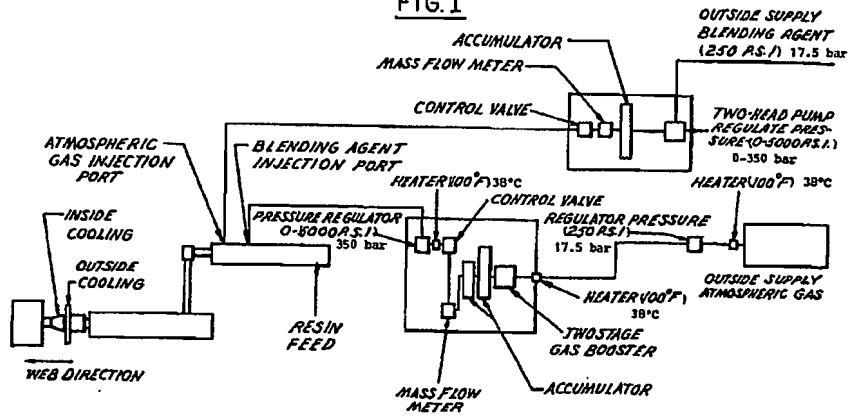 FIG. 1
OUTSIDE SUPPLY
BLENDING AGENT
(250 P.S.I.) 17.5 bar
ACCUMULATOR
MASS FLOW METER
CONTROL VALVE
TWO-HEAD PUMP
REGULATE PRES-
SURE (0-5000 P.S.I.)
0-350 bar
ATMOSPHERIC
GAS INJECTION
PORT
BLENDING AGENT
INJECTION PORT
HEATER (100°F) 38°C
CONTROL VALVE
HEATER (100°F) 38°C
PRESSURE REGULATOR
0-5000 P.S.I.)
350 bar
REGULATOR PRESSURE
(250 P.S.I.)
17.5 bar
INSIDE
COOLING
OUTSIDE
COOLING
OUTSIDE SUPPLY
ATMOSPHERIC GAS
RESIN
FEED
HEATER (100°F)
38°C
TWO STAGE
GAS BOOSTER
WEB DIRECTION
MASS FLOW
METER
ACCUMULATOR